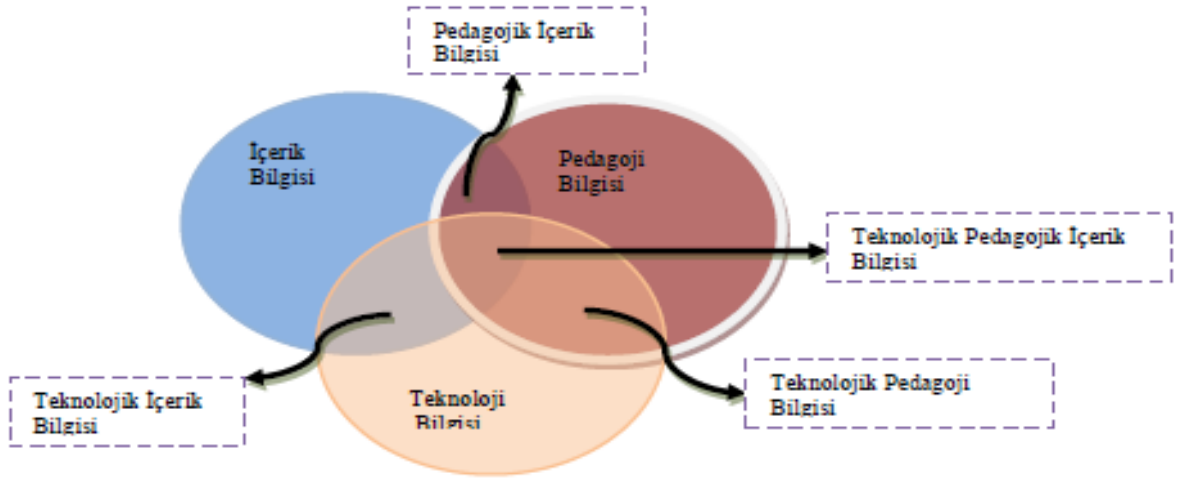 Pedagojik İçerik
Bilgisi
İçerik
Bilgisi
Pedagoji
Bilgisi
Teknolojik Pedagojik İçerik
Bilgisi
Teknolojik Pedagoji
Bilgisi
Teknolojik İçerik
Bilgisi
Teknoloji
Bilgisi